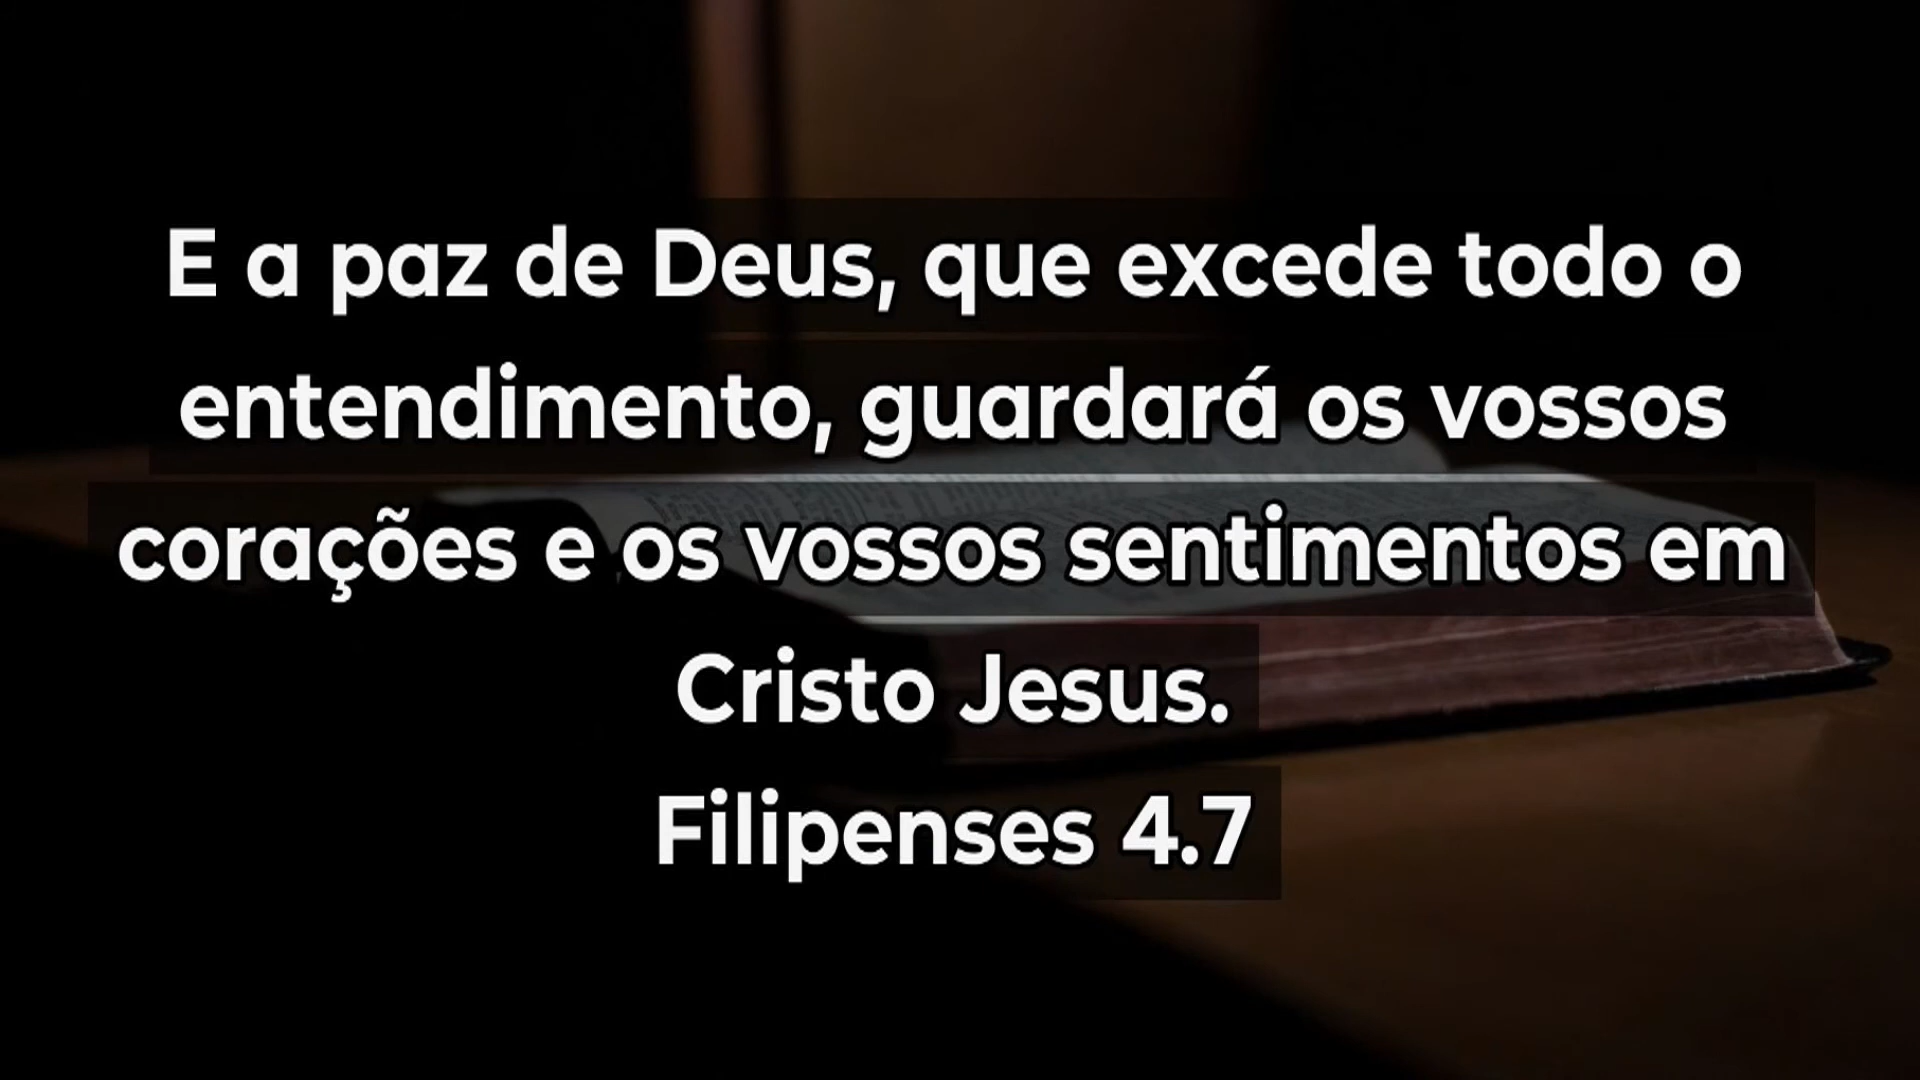 E a paz de Deus, que excede todo o
entendimento, guardará os vossos
corações e os vossos sentimentos em
Cristo Jesus.
Filipenses 4.7